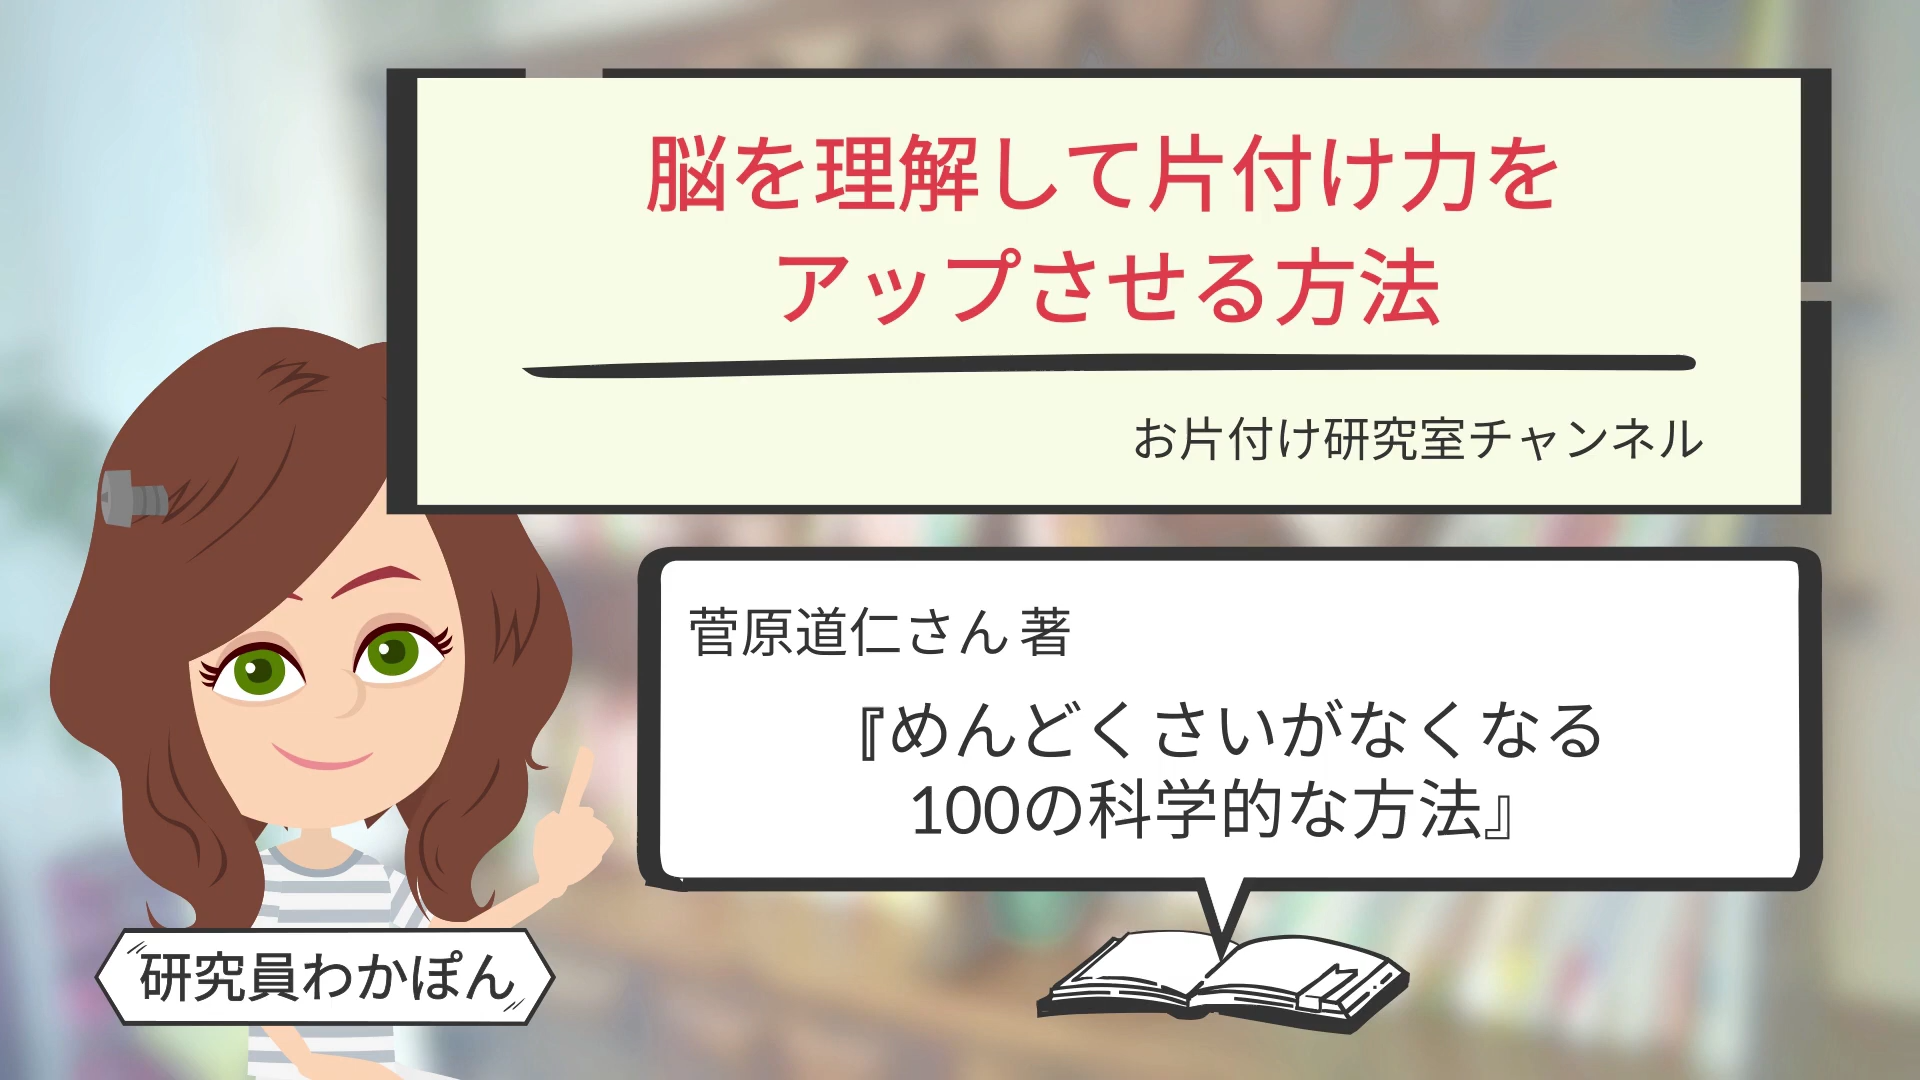 脳を理解して片付け力を
アップさせる方法
お片付け研究室チャンネル
菅原道仁さん 著
『めんどくさいがなくなる
100の科学的な方法』
研究員わかぽん